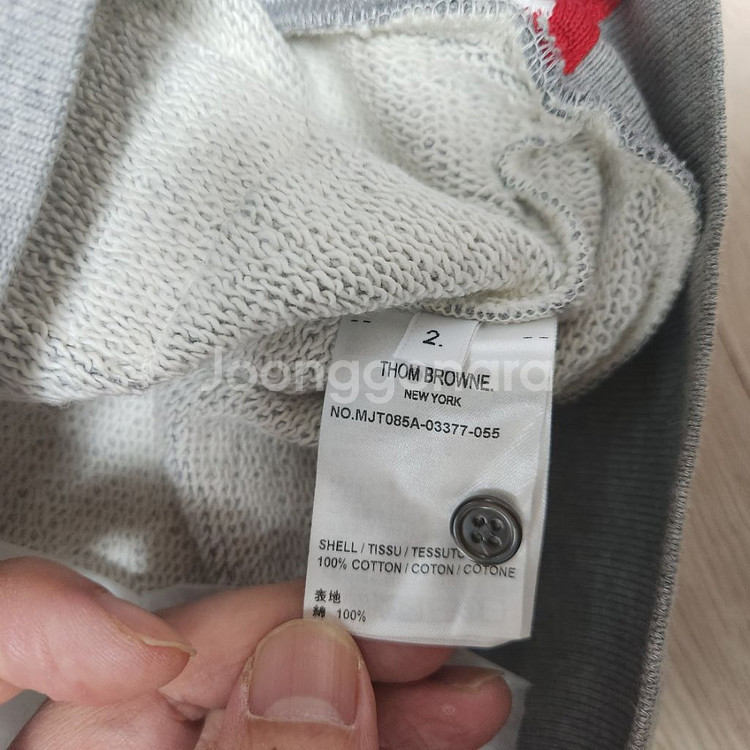 2.
THOM BROWNE.
NEW YORK
NO.MJT085A-03377-055
SHELL / TISSU / TESSUTO
100% COTTON / COTON / COTONE
表地
綿 100%
loonggamara